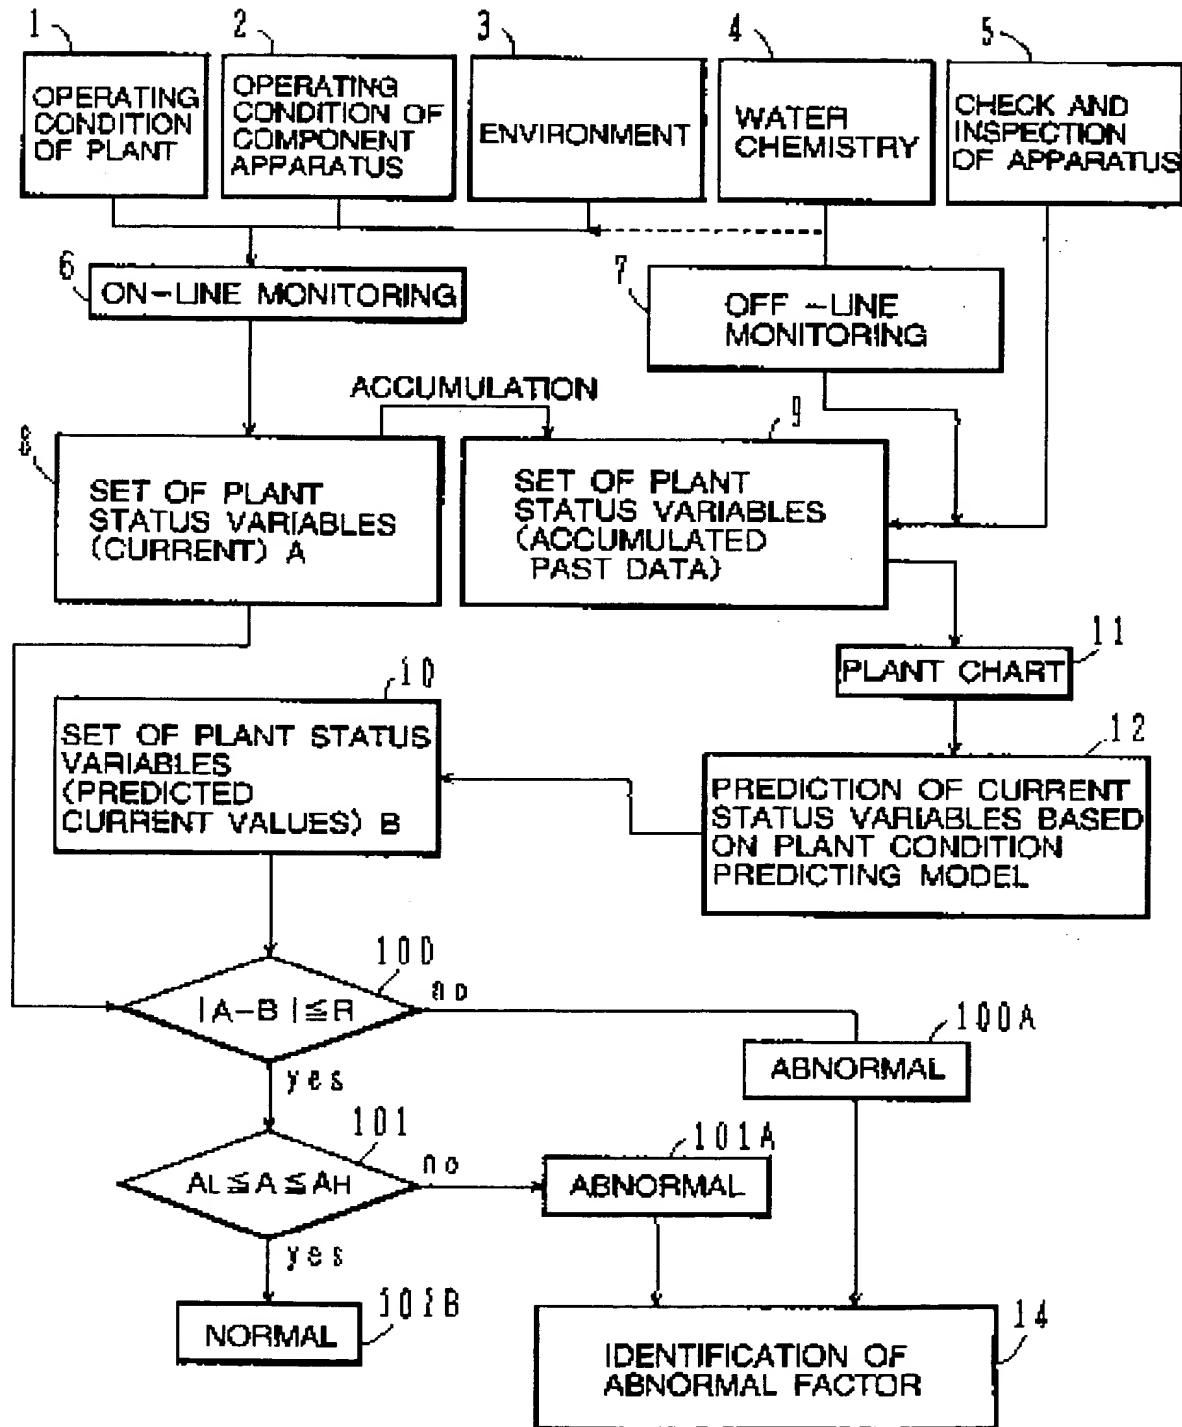 1
2
3
4
5
OPERATING
CONDITION
OF PLANT
OPERATING
CONDITION OF
COMPONENT
APPARATUS
ENVIRONMENT
WATER
CHEMISTRY
CHECK AND
INSPECTION
OF APPARATUS
6
ON-LINE MONITORING
7
OFF-LINE
MONITORING
ACCUMULATION
8
SET OF PLANT
STATUS VARIABLES
(CURRENT) A
9
SET OF PLANT
STATUS VARIABLES
(ACCUMULATED
PAST DATA)
11
PLANT CHART
10
SET OF PLANT STATUS
VARIABLES
(PREDICTED
CURRENT VALUES) B
12
PREDICTION OF CURRENT
STATUS VARIABLES BASED
ON PLANT CONDITION
PREDICTING MODEL
100
|A-B|≦R
no
yes
100A
ABNORMAL
101
AL≦A≦AH
no
yes
101A
ABNORMAL
101B
NORMAL
14
IDENTIFICATION OF
ABNORMAL FACTOR